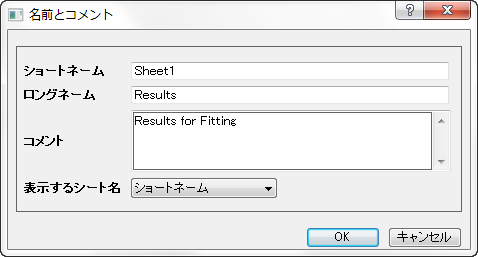 名前とコメント
ショートネーム Sheet1
ロングネーム Results
コメント Results for Fitting
表示するシート名 ショートネーム
OK キャンセル